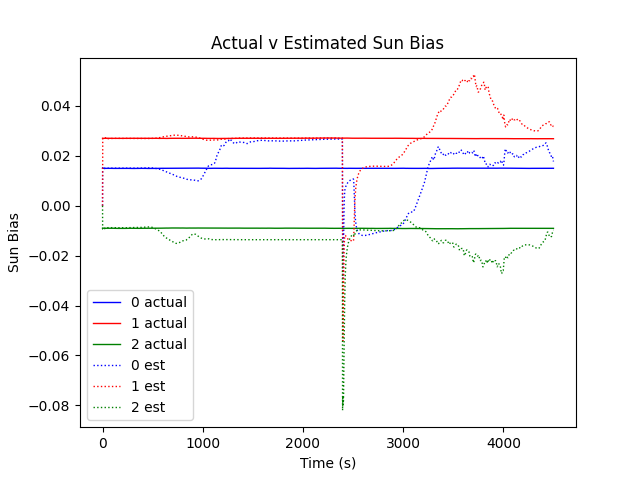 Actual v Estimated Sun Bias
Sun Bias
0.04
0.02
0.00
−0.02
−0.04
−0.06
−0.08
0 actual
1 actual
2 actual
0 est
1 est
2 est
0 1000 2000 3000 4000
Time (s)